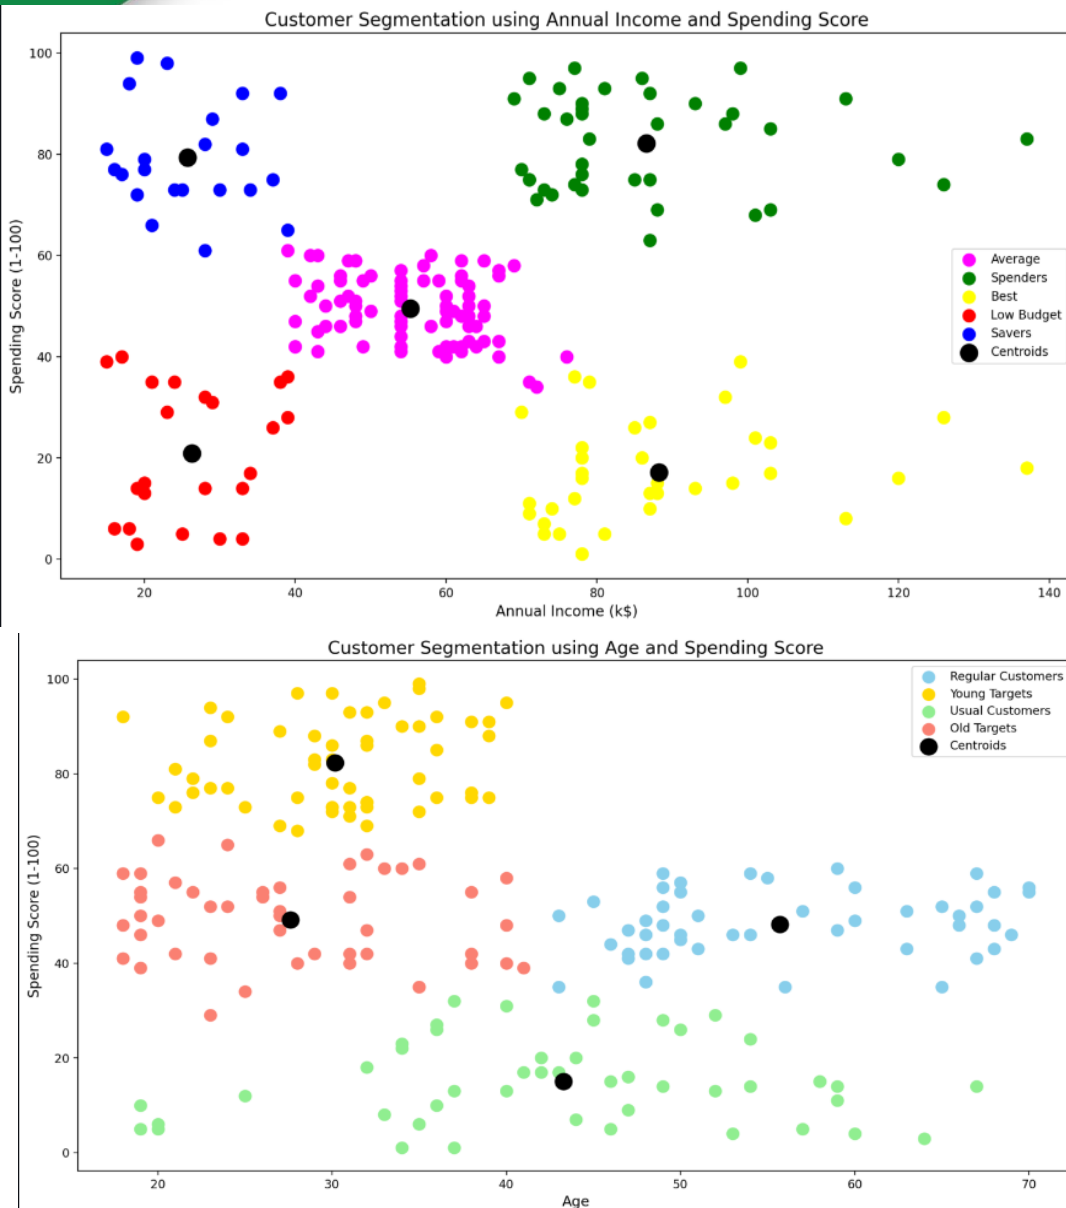 Customer Segmentation using Annual Income and Spending Score
100
80
60
40
20
0
Spending Score (1-100)
Average
Spenders
Best
Low Budget
Savers
Centroids
20 40 60 80 100 120 140
Annual Income (k$)
Customer Segmentation using Age and Spending Score
100
80
60
40
20
0
Spending Score (1-100)
Regular Customers
Young Targets
Usual Customers
Old Targets
Centroids
20 30 40 50 60 70
Age